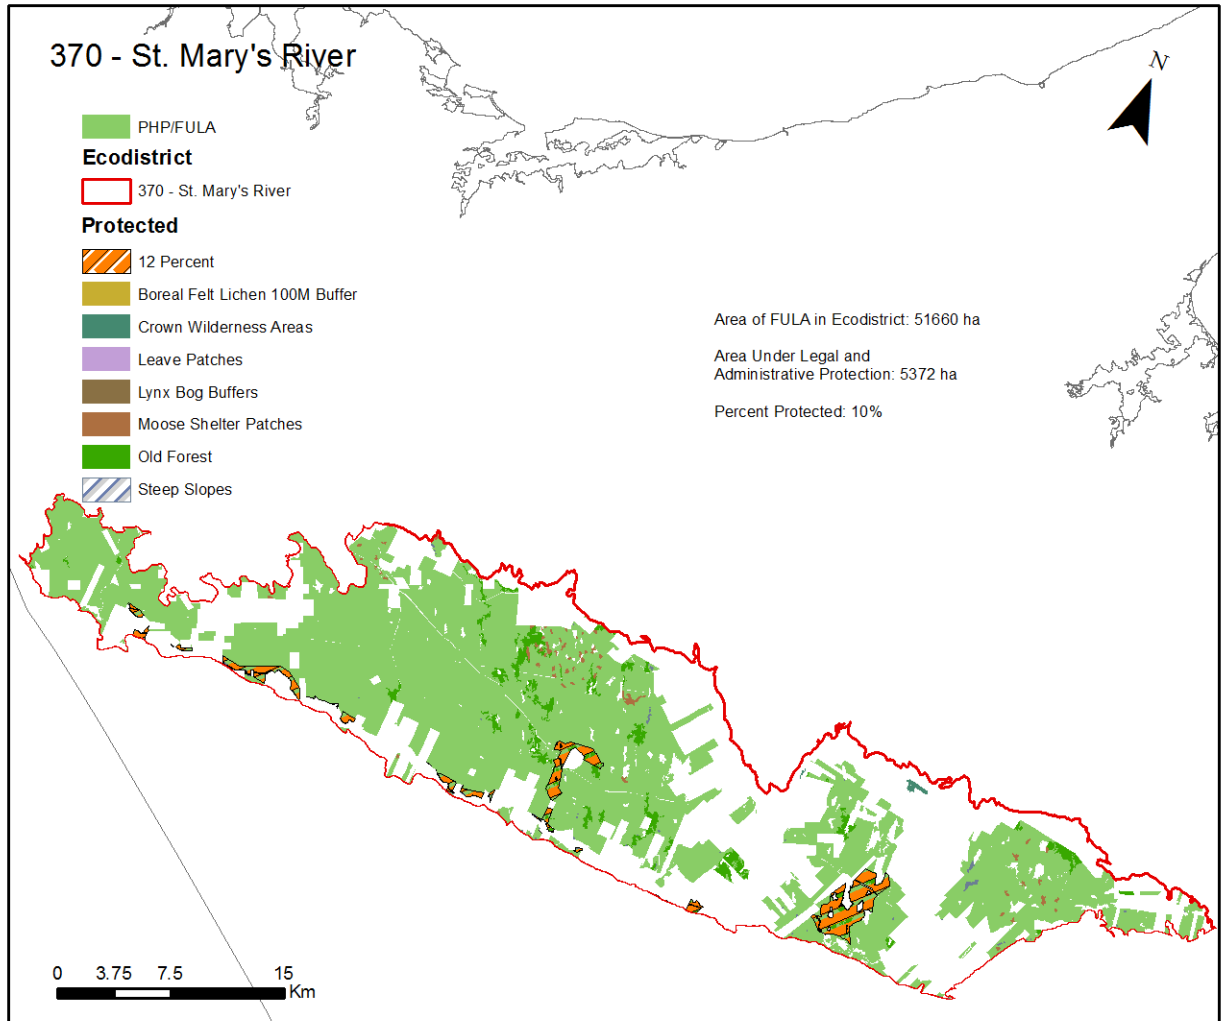 370 - St. Mary's River
N
PHP/FULA
Ecodistrict
370 - St. Mary's River
Protected
12 Percent
Boreal Felt Lichen 100M Buffer
Crown Wilderness Areas
Leave Patches
Lynx Bog Buffers
Moose Shelter Patches
Old Forest
Steep Slopes
Area of FULA in Ecodistrict: 51660 ha
Area Under Legal and
Administrative Protection: 5372 ha
Percent Protected: 10%
0 3.75 7.5 15
Km